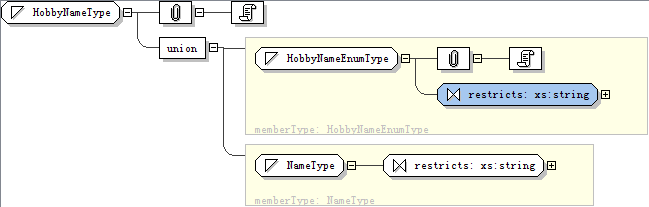 HobbyNameType
union
HobbyNameEnumType
restricts: xs:string
memberType: HobbyNameEnumType
NameType
restricts: xs:string
memberType: NameType